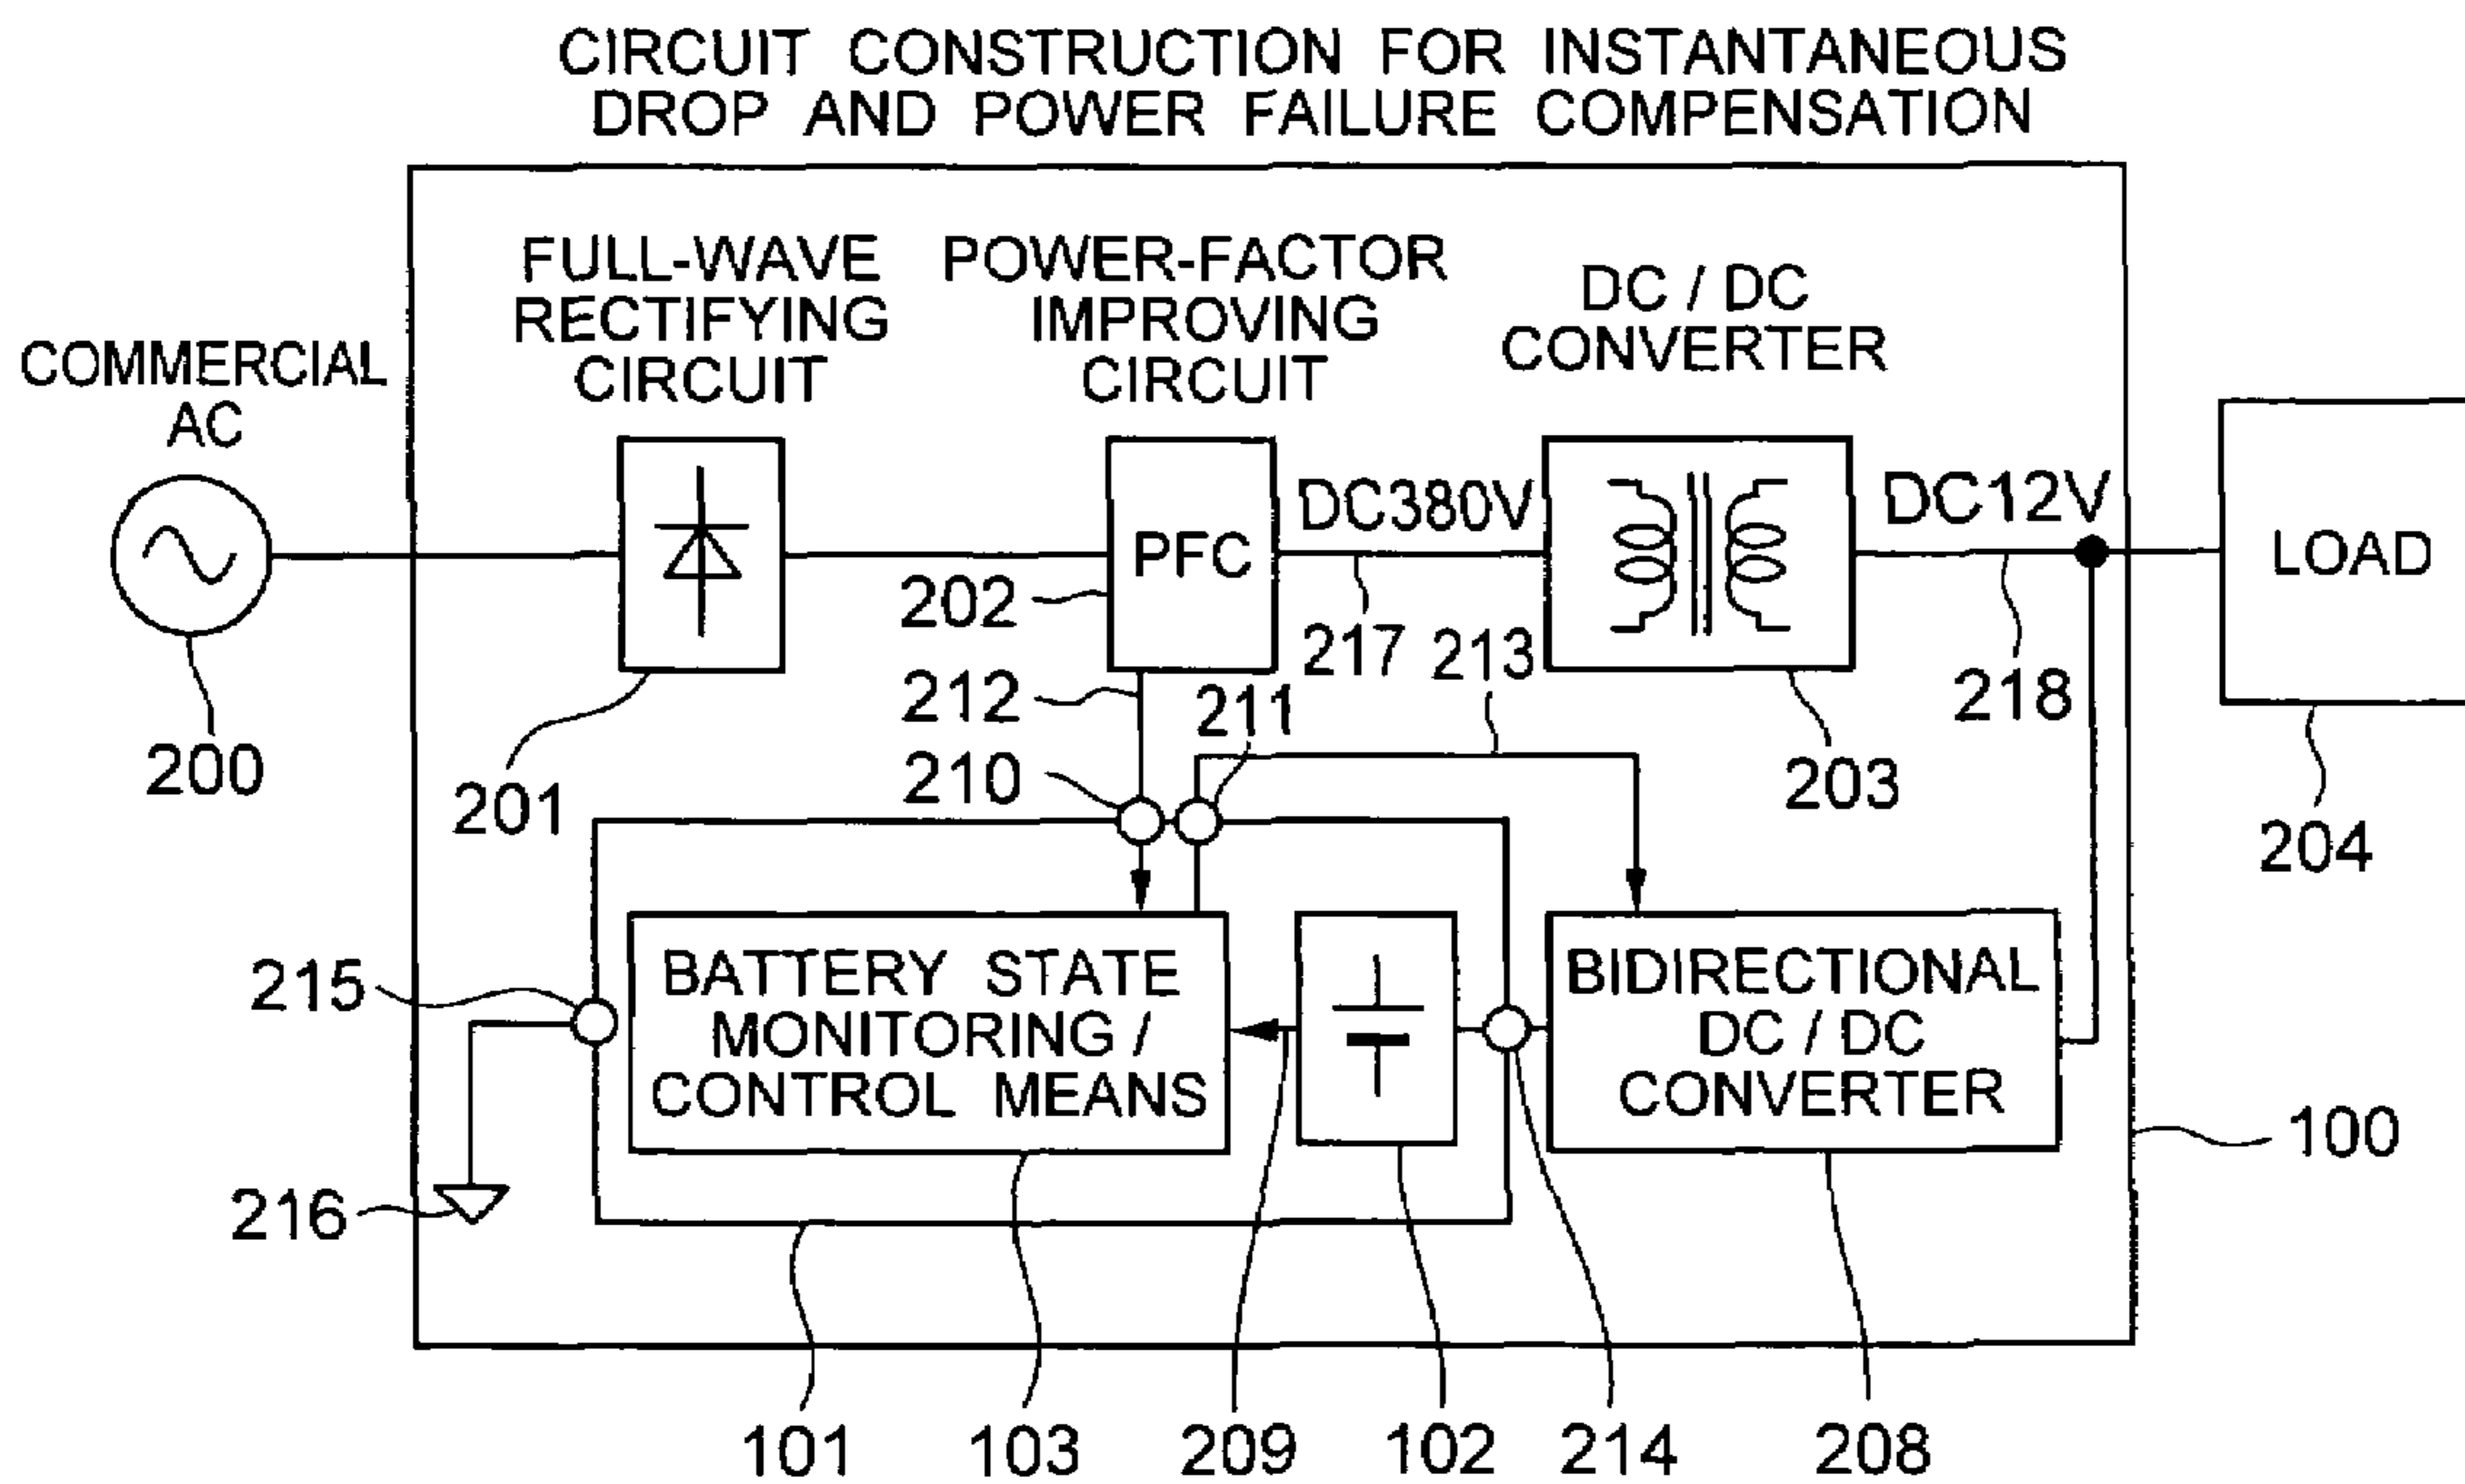 CIRCUIT CONSTRUCTION FOR INSTANTANEOUS
DROP AND POWER FAILURE COMPENSATION
FULL-WAVE
RECTIFYING
CIRCUIT
POWER-FACTOR
IMPROVING
CIRCUIT
DC / DC
CONVERTER
COMMERCIAL
AC
PFC
DC380V
DC12V
LOAD
202
217
213
218
212
211
200
201
210
203
204
215
BATTERY STATE
MONITORING /
CONTROL MEANS
BIDIRECTIONAL
DC / DC
CONVERTER
100
216
101
103
209
102
214
208